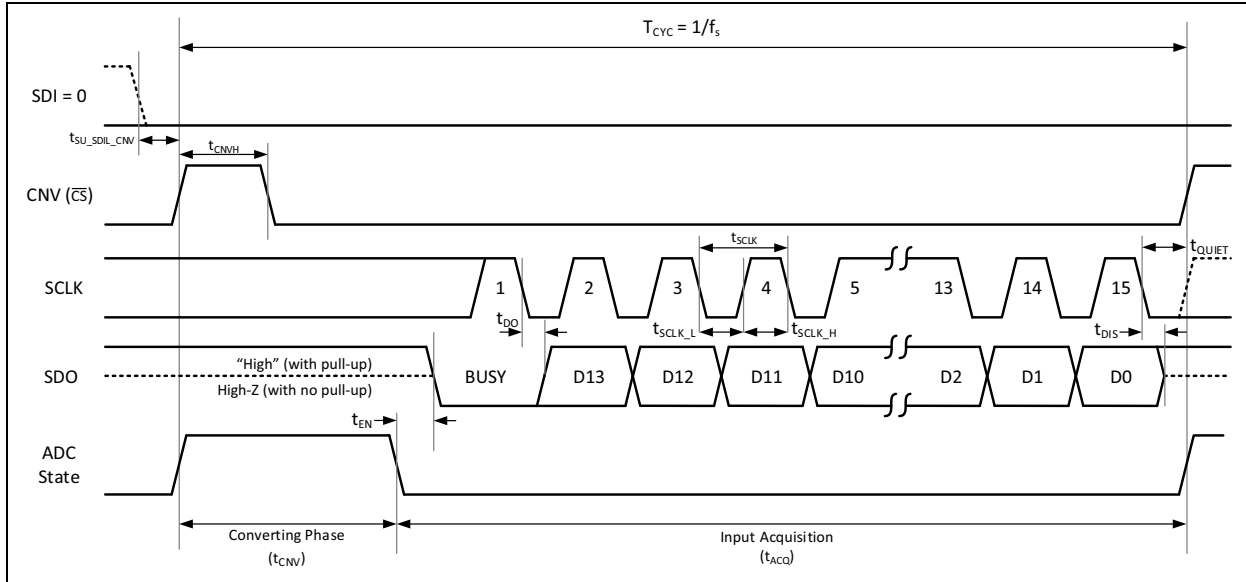 T_CYC = 1/f_s
SDI = 0
t_SU_SDIL_CNV
t_CNVH
CNV (C̅S̅)
t_SCLK
t_QUIET
SCLK
1 2 3 4 5 13 14 15
t_DO
t_SCLK_L
t_SCLK_H
t_DIS
SDO
“High” (with pull-up)
High-Z (with no pull-up)
BUSY D13 D12 D11 D10 D2 D1 D0
t_EN
ADC
State
Converting Phase
(t_CNV)
Input Acquisition
(t_ACQ)